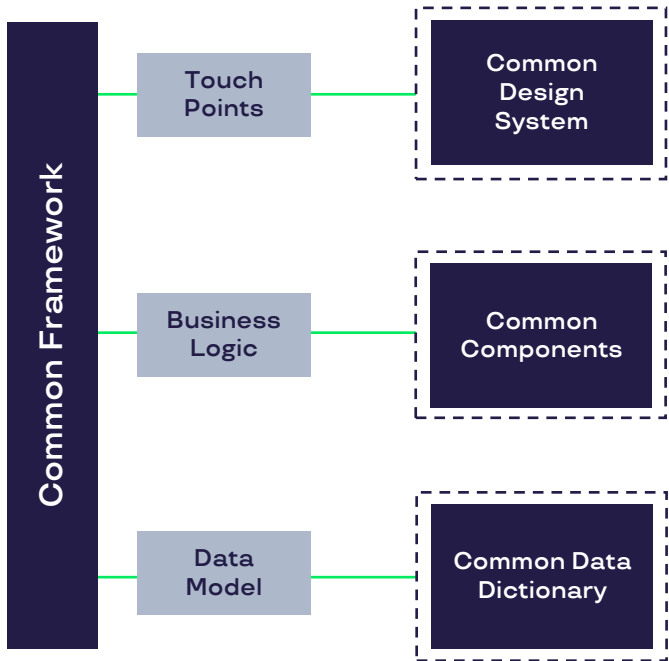 Common Framework
Touch
Points
Common
Design
System
Business
Logic
Common
Components
Data
Model
Common Data
Dictionary